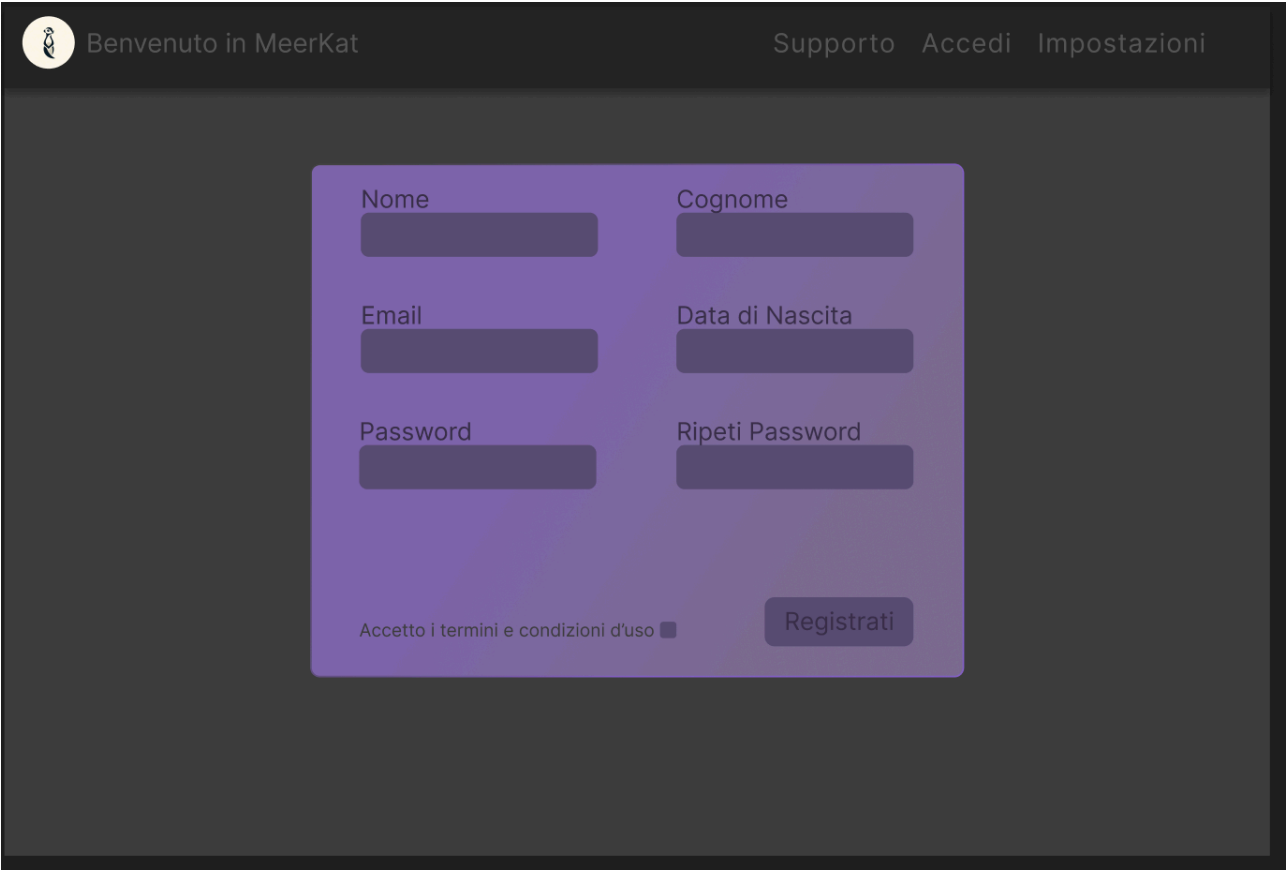 Benvenuto in MeerKat
Supporto Accedi Impostazioni
Nome
Cognome
Email
Data di Nascita
Password
Ripeti Password
Accetto i termini e condizioni d’uso
Registrati